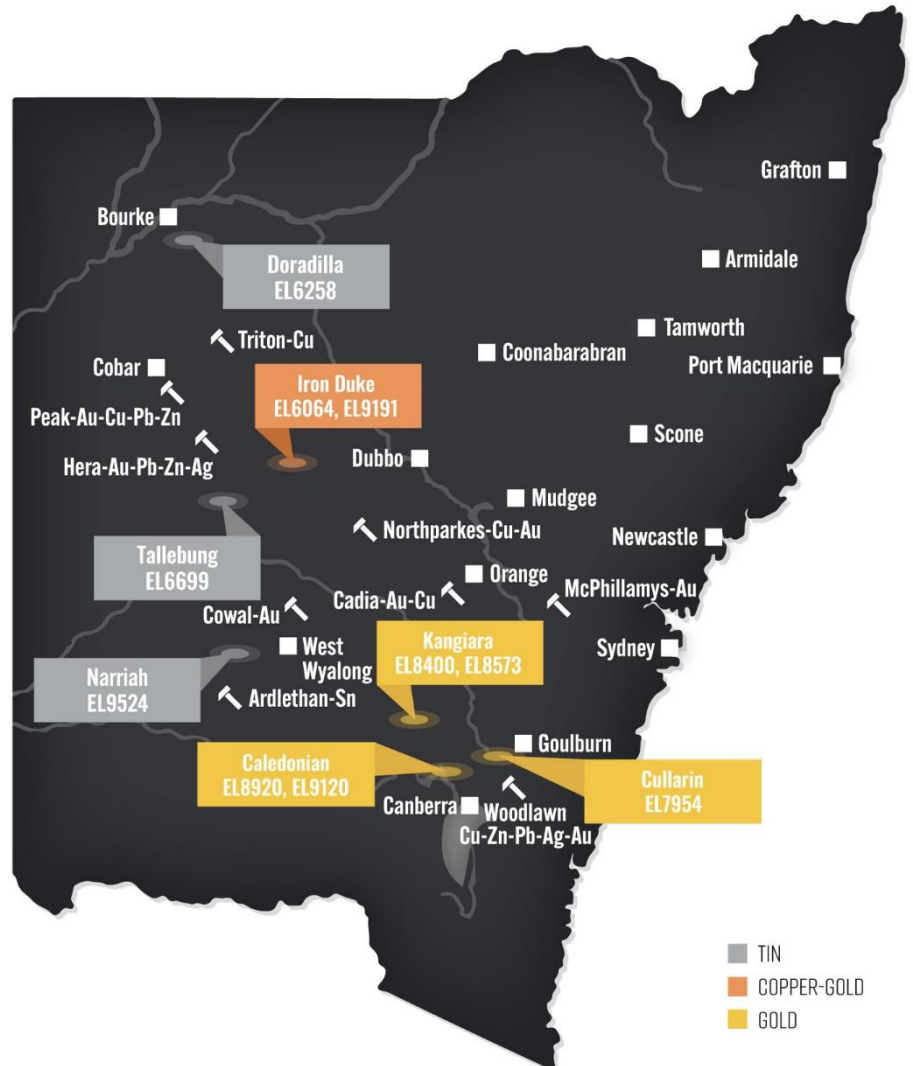 Grafton
Bourke
Armidale
Doradilla
EL6258
Tamworth
Triton-Cu
Coonabarabran
Cobar
Port Macquarie
Iron Duke
EL6064, EL9191
Peak-Au-Cu-Pb-Zn
Scone
Hera-Au-Pb-Zn-Ag
Dubbo
Mudgee
Northparkes-Cu-Au
Newcastle
Tallebung
EL6699
Orange
McPhillamys-Au
Cadia-Au-Cu
Cowal-Au
Kangiara
EL8400, EL8573
West
Wyalong
Sydney
Narriah
EL9524
Ardlethan-Sn
Goulburn
Caledonian
EL8920, EL9120
Cullarin
EL7954
Canberra
Woodlawn
Cu-Zn-Pb-Ag-Au
TIN
COPPER-GOLD
GOLD